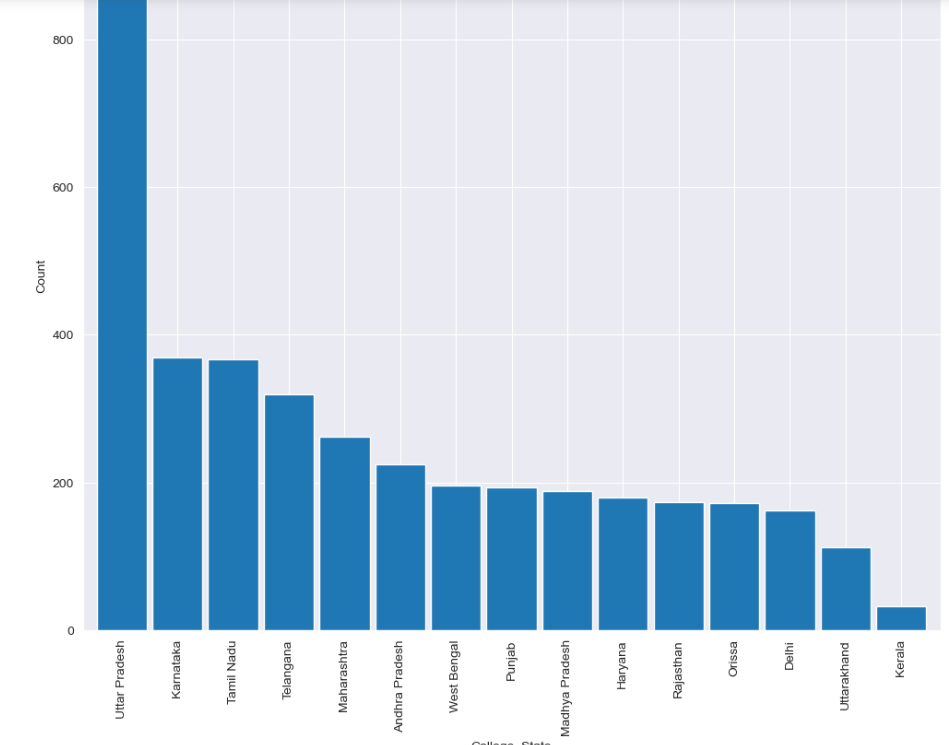 800
600
400
200
0
Count
Uttar Pradesh
Karnataka
Tamil Nadu
Telangana
Maharashtra
Andhra Pradesh
West Bengal
Punjab
Madhya Pradesh
Haryana
Rajasthan
Orissa
Delhi
Uttarakhand
Kerala
College_State